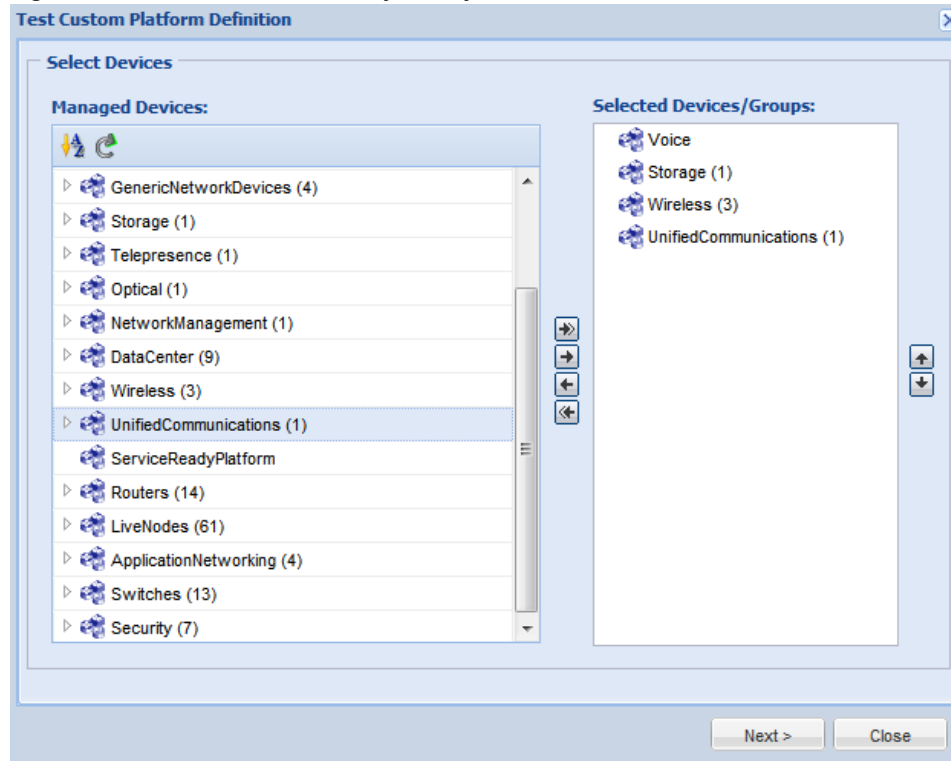 Test Custom Platform Definition
Select Devices
Managed Devices:
GenericNetworkDevices (4)
Storage (1)
Telepresence (1)
Optical (1)
NetworkManagement (1)
DataCenter (9)
Wireless (3)
UnifiedCommunications (1)
ServiceReadyPlatform
Routers (14)
LiveNodes (61)
ApplicationNetworking (4)
Switches (13)
Security (7)
Selected Devices/Groups:
Voice
Storage (1)
Wireless (3)
UnifiedCommunications (1)
Next >
Close